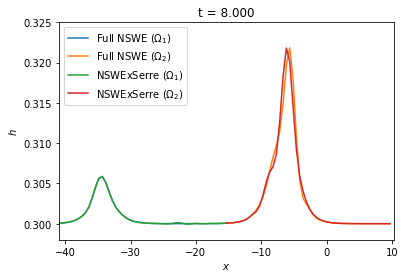 t = 8.000
0.325
0.320
0.315
0.310
0.305
0.300
h
Full NSWE (Ω₁)
Full NSWE (Ω₂)
NSWExSerre (Ω₁)
NSWExSerre (Ω₂)
−40 −30 −20 −10 0 10
x